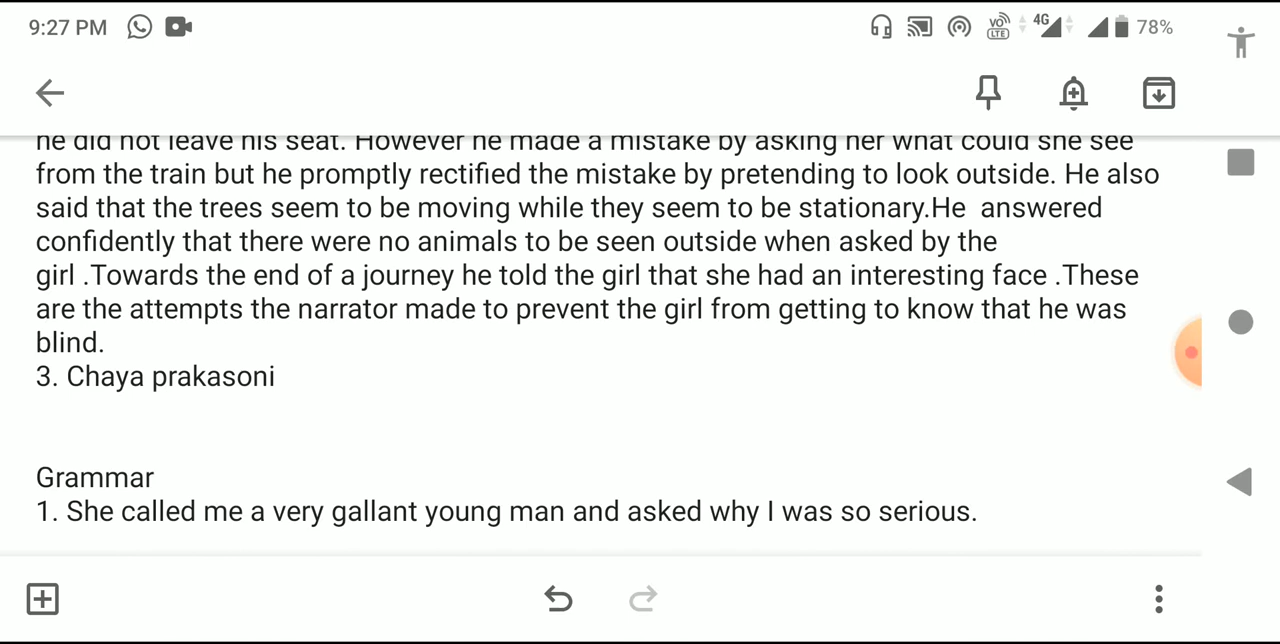 9:27 PM
VO LTE 4G 78%
he did not leave his seat. However he made a mistake by asking her what could she see
from the train but he promptly rectified the mistake by pretending to look outside. He also
said that the trees seem to be moving while they seem to be stationary.He  answered
confidently that there were no animals to be seen outside when asked by the
girl .Towards the end of a journey he told the girl that she had an interesting face .These
are the attempts the narrator made to prevent the girl from getting to know that he was
blind.
3. Chaya prakasoni
Grammar
1. She called me a very gallant young man and asked why I was so serious.